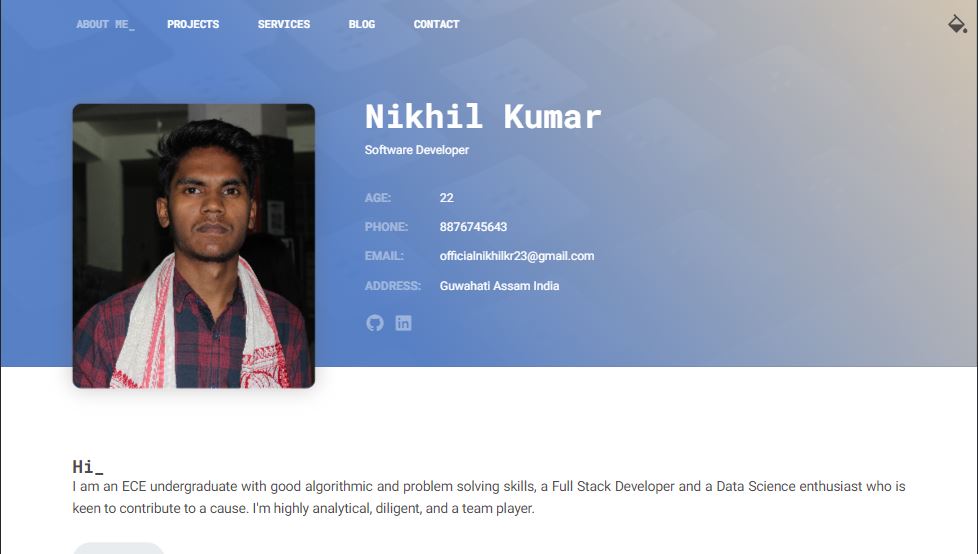 ABOUT ME_ PROJECTS SERVICES BLOG CONTACT
Nikhil Kumar
Software Developer
AGE: 22
PHONE: 8876745643
EMAIL: officialnikhilkr23@gmail.com
ADDRESS: Guwahati Assam India
in
Hi_
I am an ECE undergraduate with good algorithmic and problem solving skills, a Full Stack Developer and a Data Science enthusiast who is
keen to contribute to a cause. I'm highly analytical, diligent, and a team player.